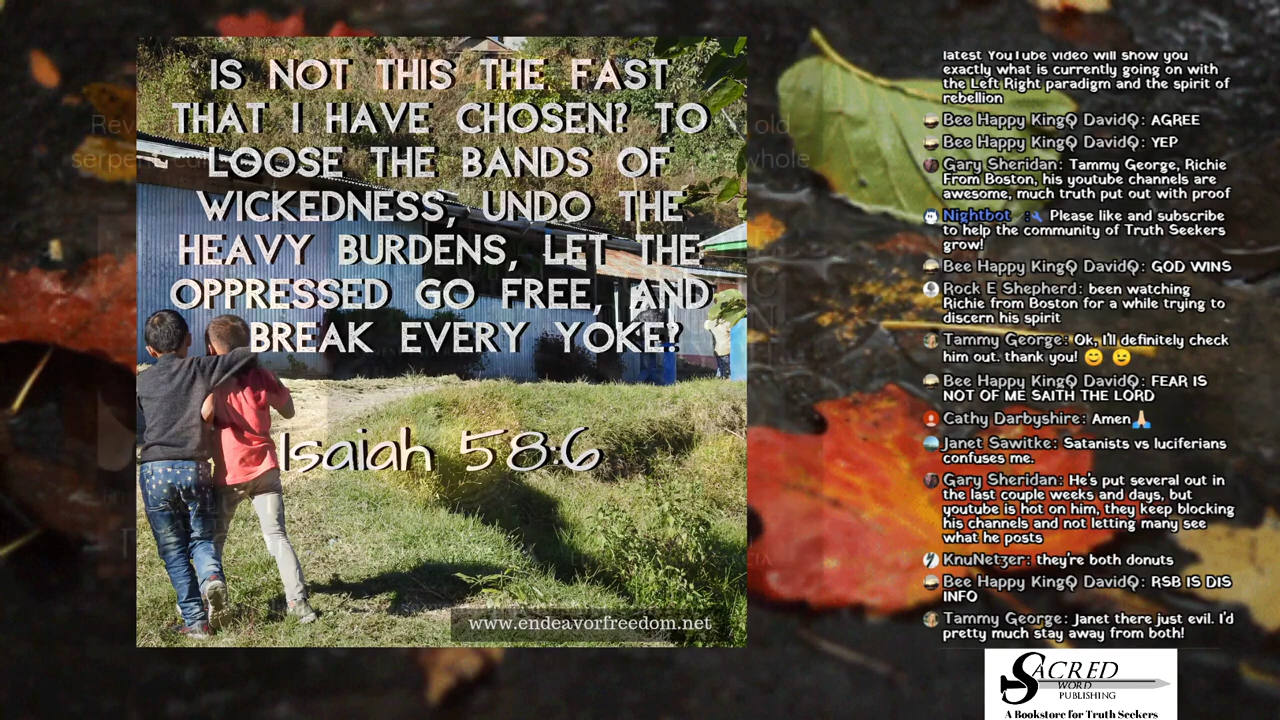 IS NOT THIS THE FAST
THAT I HAVE CHOSEN? TO
LOOSE THE BANDS OF
WICKEDNESS, UNDO THE
HEAVY BURDENS, LET THE
OPPRESSED GO FREE, AND
BREAK EVERY YOKE?
Isaiah 58:6
www.endeavorfreedom.net
latest YouTube video will show you
exactly what is currently going on with
the Left Right paradigm and the spirit of
rebellion
Bee Happy KingQ DavidQ: AGREE
Bee Happy KingQ DavidQ: YEP
Gary Sheridan: Tammy George, Richie
From Boston, his youtube channels are
awesome, much truth put out with proof
Nightbot : Please like and subscribe
to help the community of Truth Seekers
grow!
Bee Happy KingQ DavidQ: GOD WINS
Rock E Shepherd: been watching
Richie from Boston for a while trying to
discern his spirit
Tammy George: Ok, I'll definitely check
him out. thank you! 😊 😉
Bee Happy KingQ DavidQ: FEAR IS
NOT OF ME SAITH THE LORD
Cathy Darbyshire: Amen🙏🏻
Janet Sawitke: Satanists vs luciferians
confuses me.
Gary Sheridan: He's put several out in
the last couple weeks and days, but
youtube is hot on him, they keep blocking
his channels and not letting many see
what he posts
KnuNetzer: they're both donuts
Bee Happy KingQ DavidQ: RSB IS DIS
INFO
Tammy George: Janet there just evil. I'd
pretty much stay away from both!
SACRED
WORD
PUBLISHING
A Bookstore for Truth Seekers